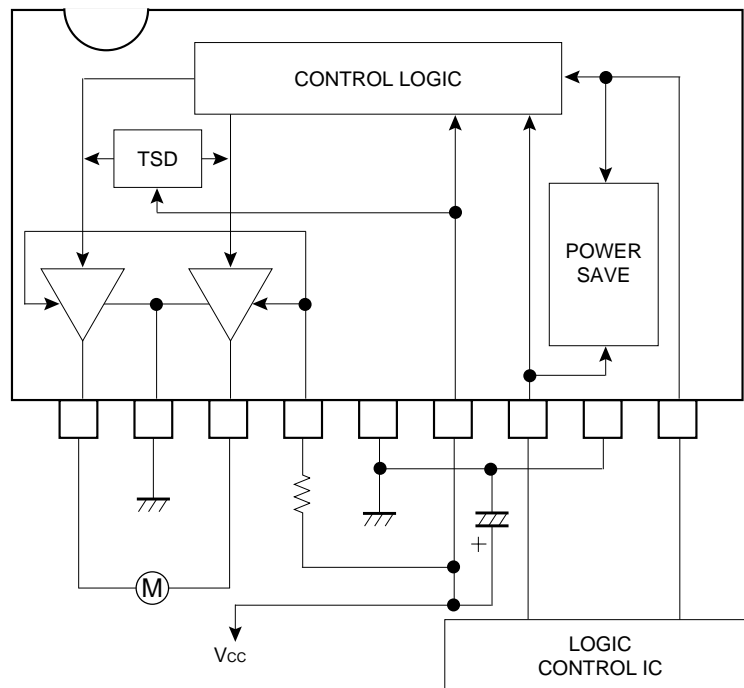 CONTROL LOGIC
TSD
POWER
SAVE
M
+
Vcc
LOGIC
CONTROL IC